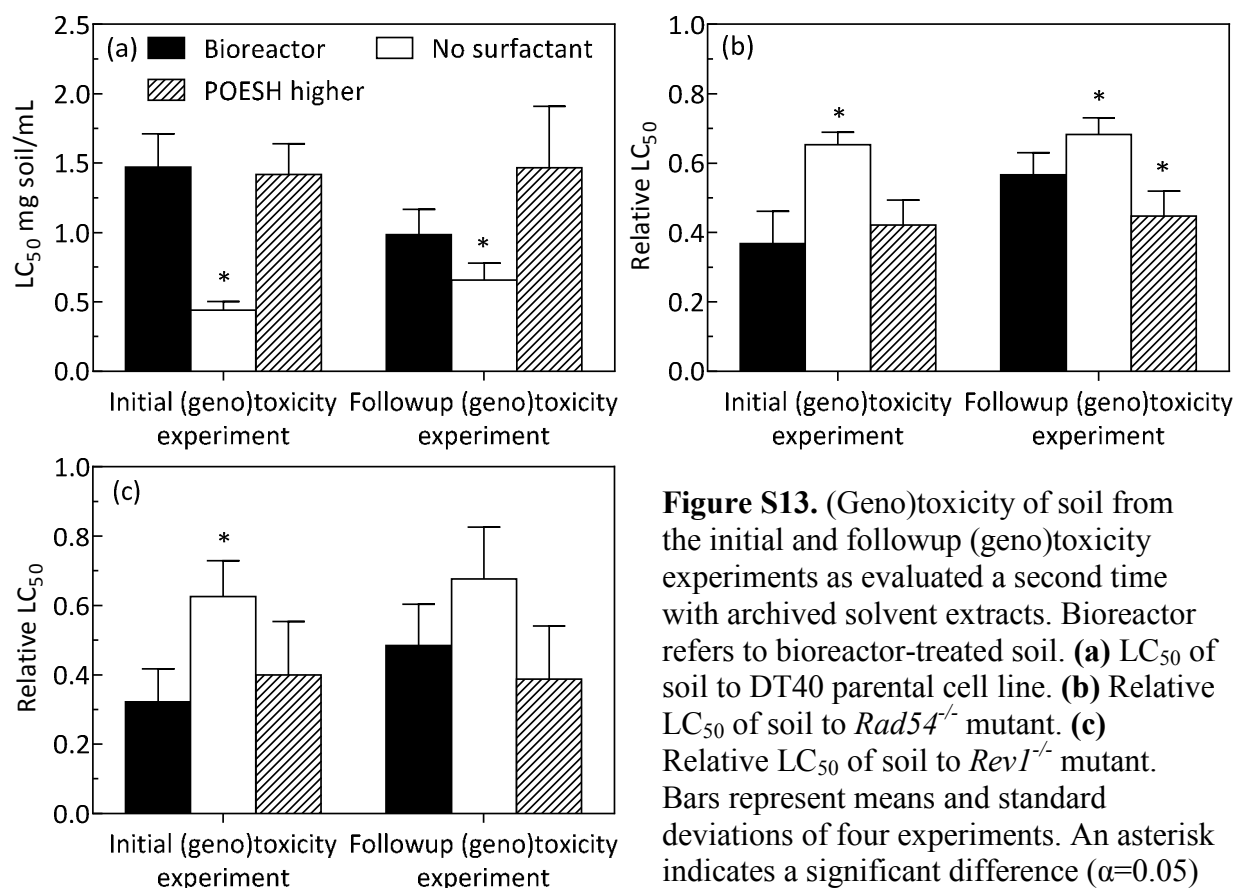 (a)
Bioreactor
No surfactant
POESH higher
LC50 mg soil/mL
2.5
2.0
1.5
1.0
0.5
0.0
*
*
Initial (geno)toxicity
experiment
Followup (geno)toxicity
experiment
(b)
Relative LC50
1.0
0.8
0.6
0.4
0.2
0.0
*
*
*
Initial (geno)toxicity
experiment
Followup (geno)toxicity
experiment
(c)
Relative LC50
1.0
0.8
0.6
0.4
0.2
0.0
*
Initial (geno)toxicity
experiment
Followup (geno)toxicity
experiment
Figure S13. (Geno)toxicity of soil from
the initial and followup (geno)toxicity
experiments as evaluated a second time
with archived solvent extracts. Bioreactor
refers to bioreactor-treated soil. (a) LC50 of
soil to DT40 parental cell line. (b) Relative
LC50 of soil to Rad54-/- mutant. (c)
Relative LC50 of soil to Rev1-/- mutant.
Bars represent means and standard
deviations of four experiments. An asterisk
indicates a significant difference (α=0.05)